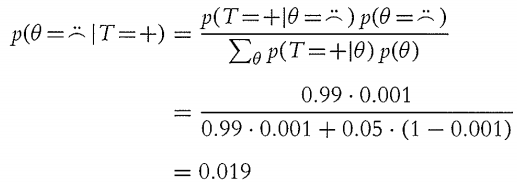 p(θ=⍨|T=+) = p(T=+|θ=⍨) p(θ=⍨) / ∑_θ p(T=+|θ) p(θ)
= 0.99 · 0.001 / 0.99 · 0.001 + 0.05 · (1 − 0.001)
= 0.019